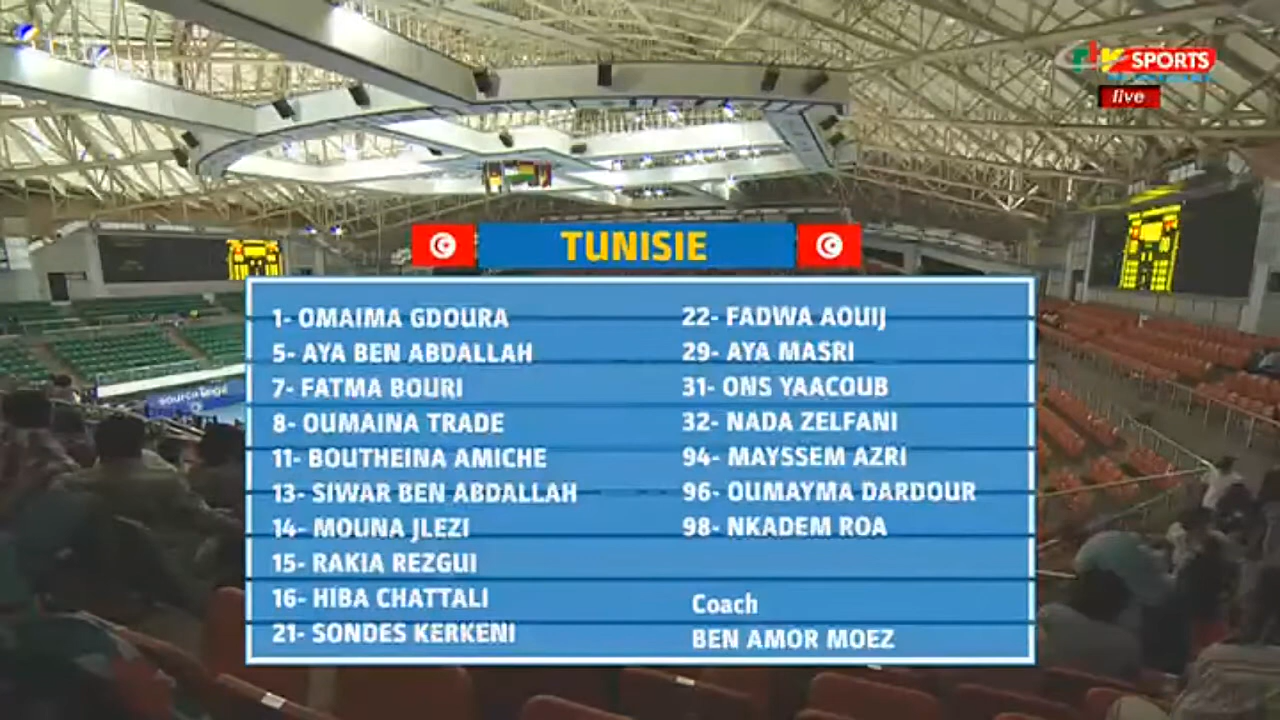 SPORTS
live
TUNISIE
1- OMAIMA GDOURA
5- AYA BEN ABDALLAH
7- FATMA BOURI
8- OUMAINA TRADE
11- BOUTHEINA AMICHE
13- SIWAR BEN ABDALLAH
14- MOUNA JLEZI
15- RAKIA REZGUI
16- HIBA CHATTALI
21- SONDES KERKENI
22- FADWA AOUIJ
29- AYA MASRI
31- ONS YAACOUB
32- NADA ZELFANI
94- MAYSSEM AZRI
96- OUMAYMA DARDOUR
98- NKADEM ROA
Coach
BEN AMOR MOEZ